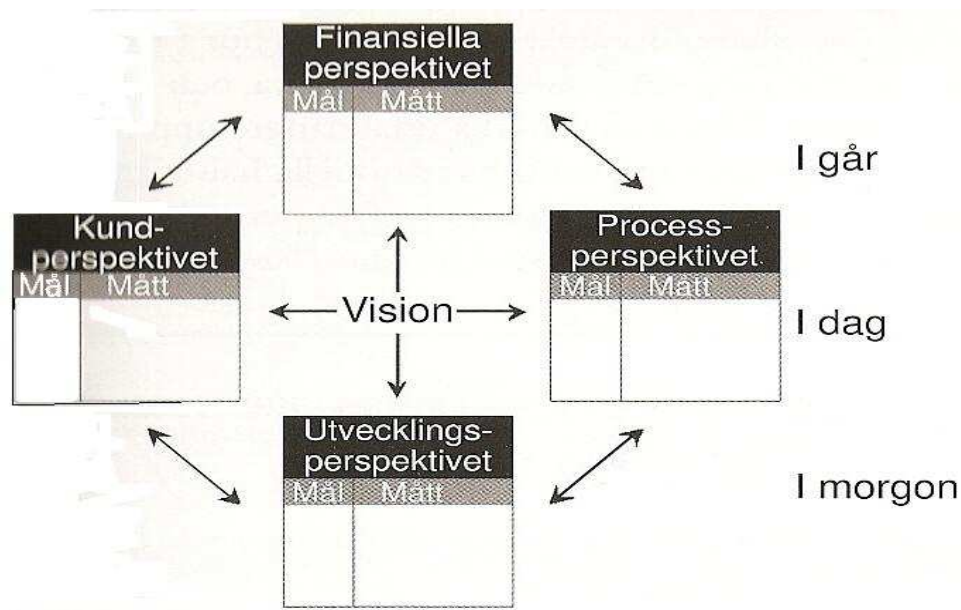 Finansiella
perspektivet
Mål Mått
I går
Kund-
perspektivet
Mål Mått
Process-
perspektivet.
Mål Mått
Vision
I dag
Utvecklings-
perspektivet
Mål Mått
I morgon